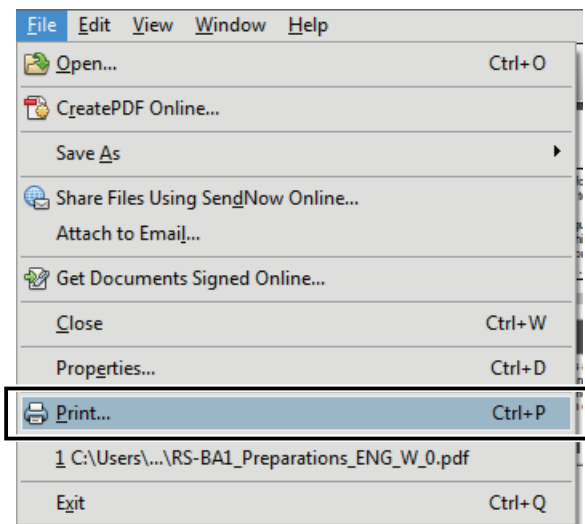 File Edit View Window Help
Open... Ctrl+O
CreatePDF Online...
Save As
Share Files Using SendNow Online...
Attach to Email...
Get Documents Signed Online...
Close Ctrl+W
Properties... Ctrl+D
Print... Ctrl+P
1 C:\Users\...\RS-BA1_Preparations_ENG_W_0.pdf
Exit Ctrl+Q